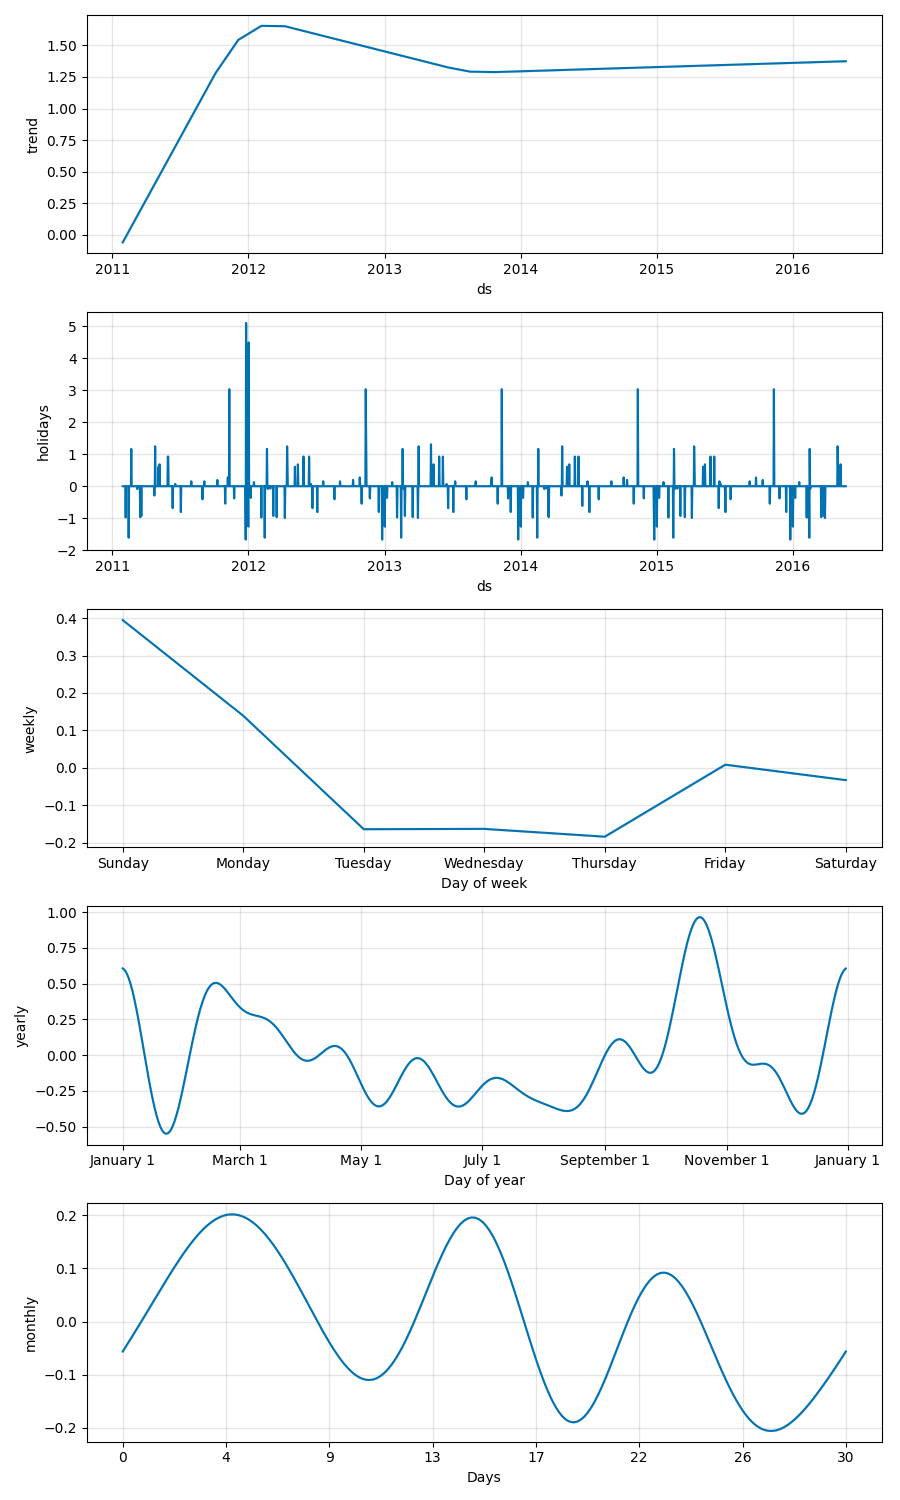 trend
1.50
1.25
1.00
0.75
0.50
0.25
0.00
2011 2012 2013 2014 2015 2016
ds
holidays
5
4
3
2
1
0
−1
−2
2011 2012 2013 2014 2015 2016
ds
weekly
0.4
0.3
0.2
0.1
0.0
−0.1
−0.2
Sunday Monday Tuesday Wednesday Thursday Friday Saturday
Day of week
yearly
1.00
0.75
0.50
0.25
0.00
−0.25
−0.50
January 1 March 1 May 1 July 1 September 1 November 1 January 1
Day of year
monthly
0.2
0.1
0.0
−0.1
−0.2
0 4 9 13 17 22 26 30
Days